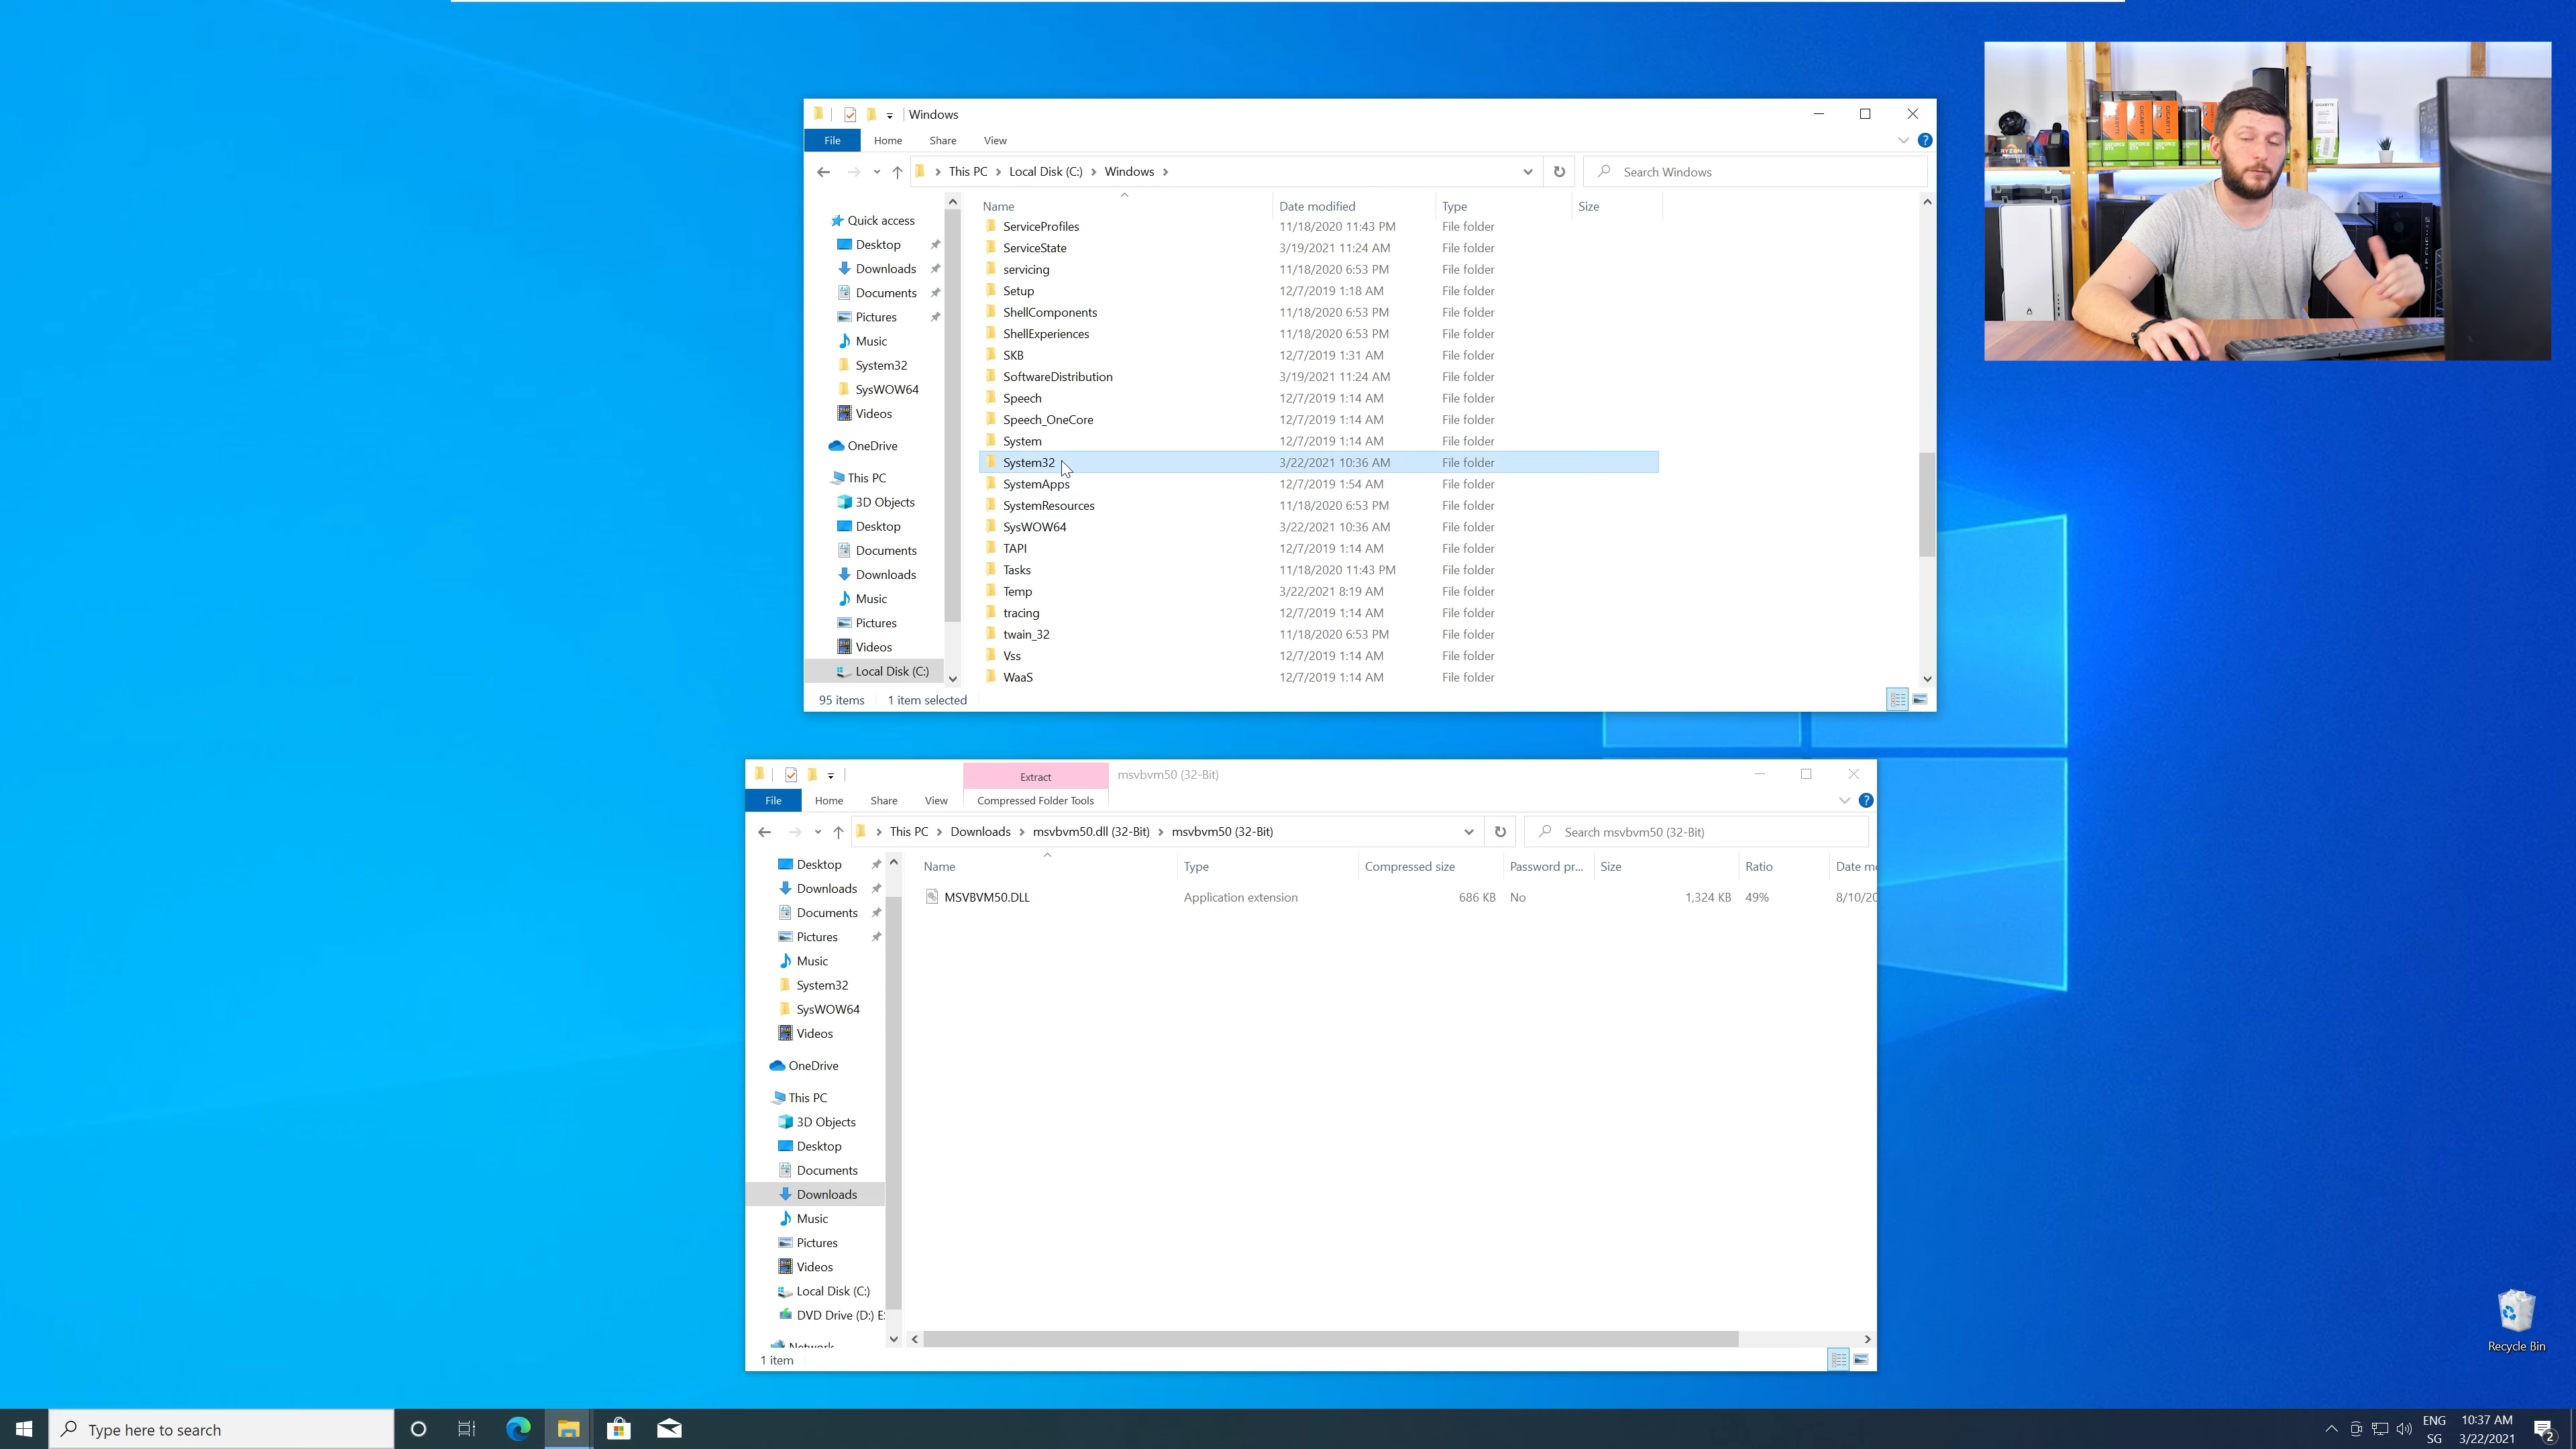 Windows
File Home Share View
This PC Local Disk (C:) Windows
Search Windows
Name Date modified Type Size
Quick access
Desktop
Downloads
Documents
Pictures
Music
System32
SysWOW64
Videos
OneDrive
This PC
3D Objects
Desktop
Documents
Downloads
Music
Pictures
Videos
Local Disk (C:)
ServiceProfiles 11/18/2020 11:43 PM File folder
ServiceState 3/19/2021 11:24 AM File folder
servicing 11/18/2020 6:53 PM File folder
Setup 12/7/2019 1:18 AM File folder
ShellComponents 11/18/2020 6:53 PM File folder
ShellExperiences 11/18/2020 6:53 PM File folder
SKB 12/7/2019 1:31 AM File folder
SoftwareDistribution 3/19/2021 11:24 AM File folder
Speech 12/7/2019 1:14 AM File folder
Speech_OneCore 12/7/2019 1:14 AM File folder
System 12/7/2019 1:14 AM File folder
System32 3/22/2021 10:36 AM File folder
SystemApps 12/7/2019 1:54 AM File folder
SystemResources 11/18/2020 6:53 PM File folder
SysWOW64 3/22/2021 10:36 AM File folder
TAPI 12/7/2019 1:14 AM File folder
Tasks 11/18/2020 11:43 PM File folder
Temp 3/22/2021 8:19 AM File folder
tracing 12/7/2019 1:14 AM File folder
twain_32 11/18/2020 6:53 PM File folder
Vss 12/7/2019 1:14 AM File folder
WaaS 12/7/2019 1:14 AM File folder
95 items 1 item selected
Extract msvbvm50 (32-Bit)
File Home Share View Compressed Folder Tools
This PC Downloads msvbvm50.dll (32-Bit) msvbvm50 (32-Bit)
Search msvbvm50 (32-Bit)
Name Type Compressed size Password pr... Size Ratio Date mo
MSVBVM50.DLL Application extension 686 KB No 1,324 KB 49% 8/10/20
Desktop
Downloads
Documents
Pictures
Music
System32
SysWOW64
Videos
OneDrive
This PC
3D Objects
Desktop
Documents
Downloads
Music
Pictures
Videos
Local Disk (C:)
DVD Drive (D:) E
Network
1 item
Recycle Bin
Type here to search
ENG
SG
10:37 AM
3/22/2021
2
RYZEN